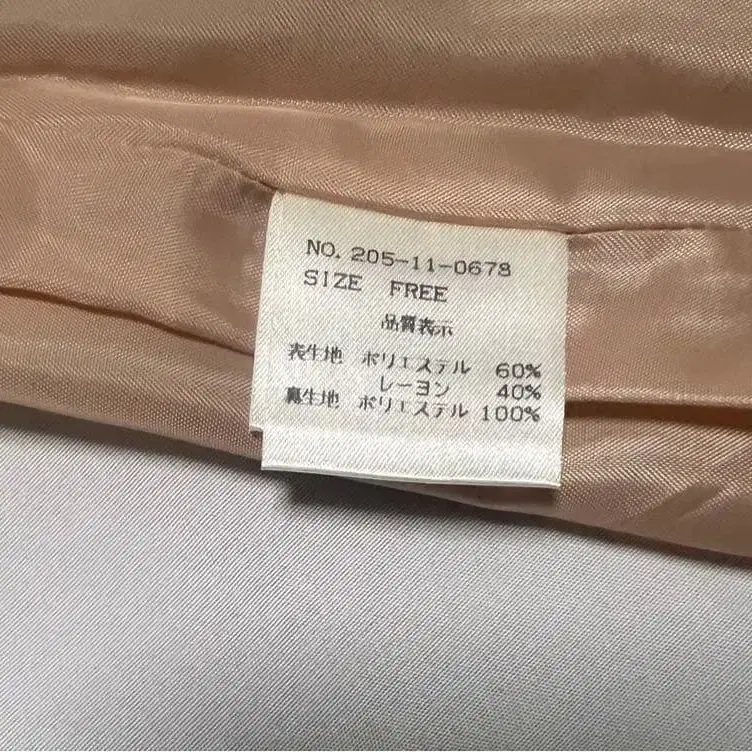 NO. 205-11-0678
SIZE FREE
品質表示
表生地 ポリエステル 60%
レーヨン 40%
裏生地 ポリエステル 100%